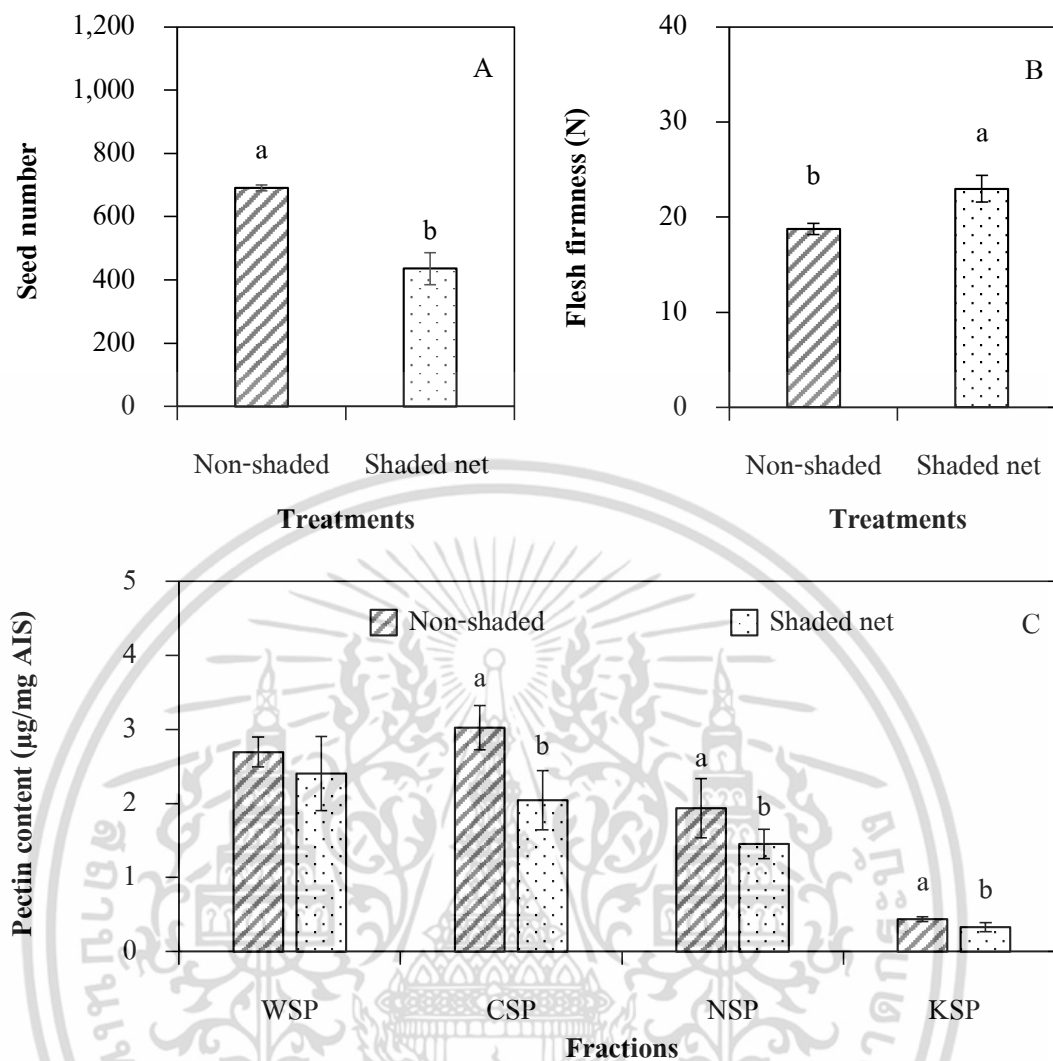 1,200
1,000
800
600
400
200
0
Seed number
A
a
b
Non-shaded
Shaded net
Treatments
40
30
20
10
0
Flesh firmness (N)
B
b
a
Non-shaded
Shaded net
Treatments
5
4
3
2
1
0
Pectin content (µg/mg AIS)
Non-shaded
Shaded net
C
a
b
a
b
a
b
WSP
CSP
NSP
KSP
Fractions